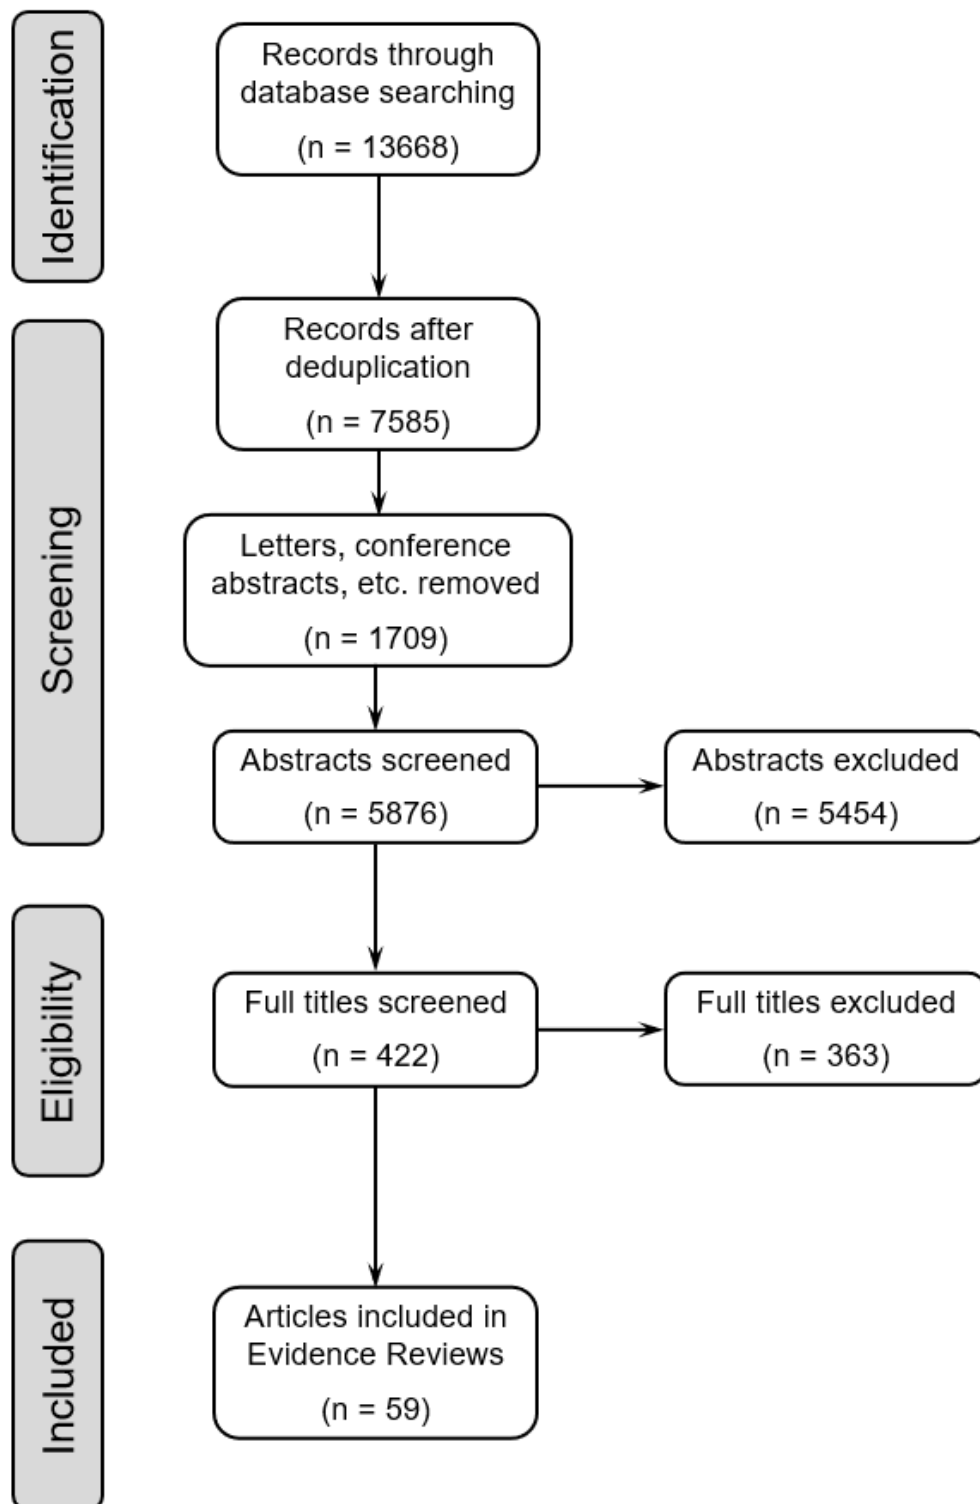 Identification
Records through
database searching
(n = 13668)
Screening
Records after
deduplication
(n = 7585)
Letters, conference
abstracts, etc. removed
(n = 1709)
Abstracts screened
(n = 5876)
Abstracts excluded
(n = 5454)
Eligibility
Full titles screened
(n = 422)
Full titles excluded
(n = 363)
Included
Articles included in
Evidence Reviews
(n = 59)